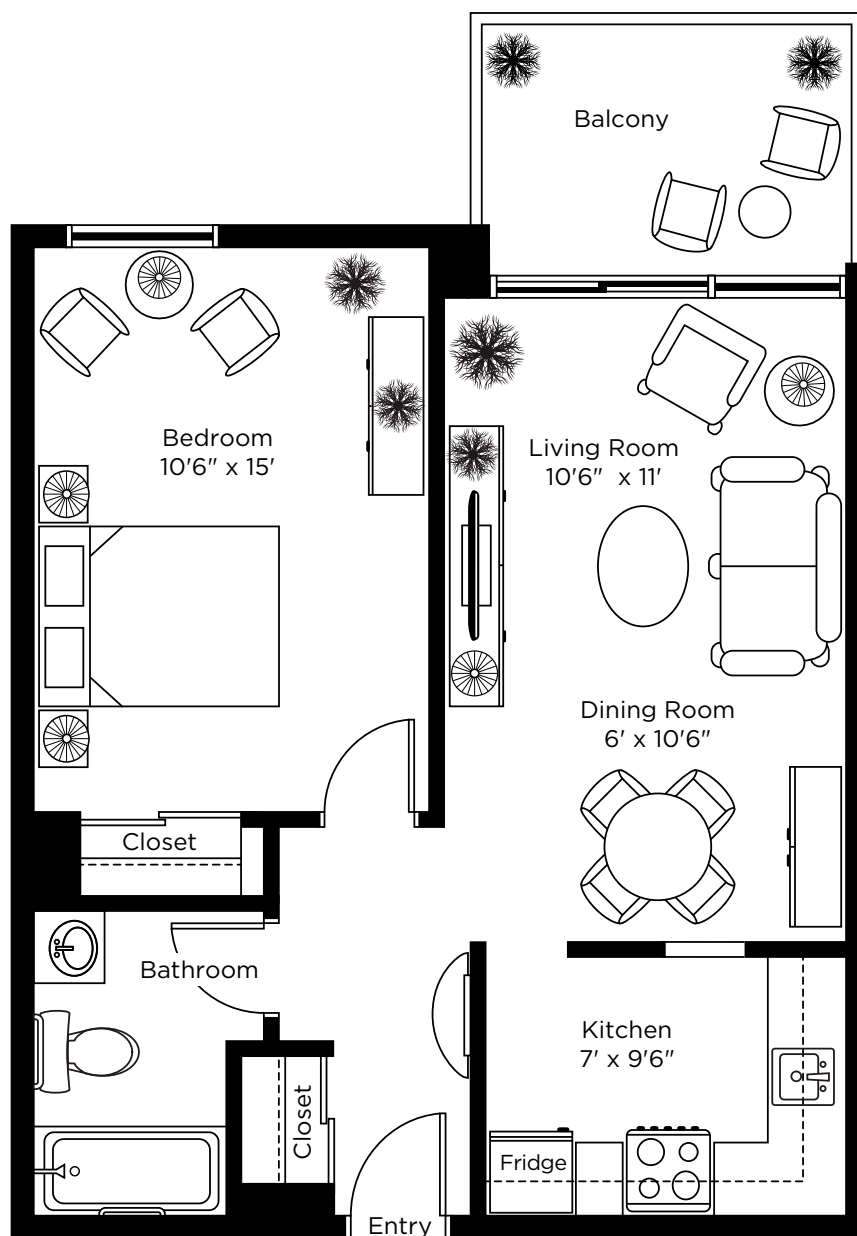 Balcony
Bedroom
10'6" x 15'
Living Room
10'6"  x 11'
Dining Room
6' x 10'6"
Closet
Bathroom
Kitchen
7' x 9'6"
Closet
Fridge
Entry